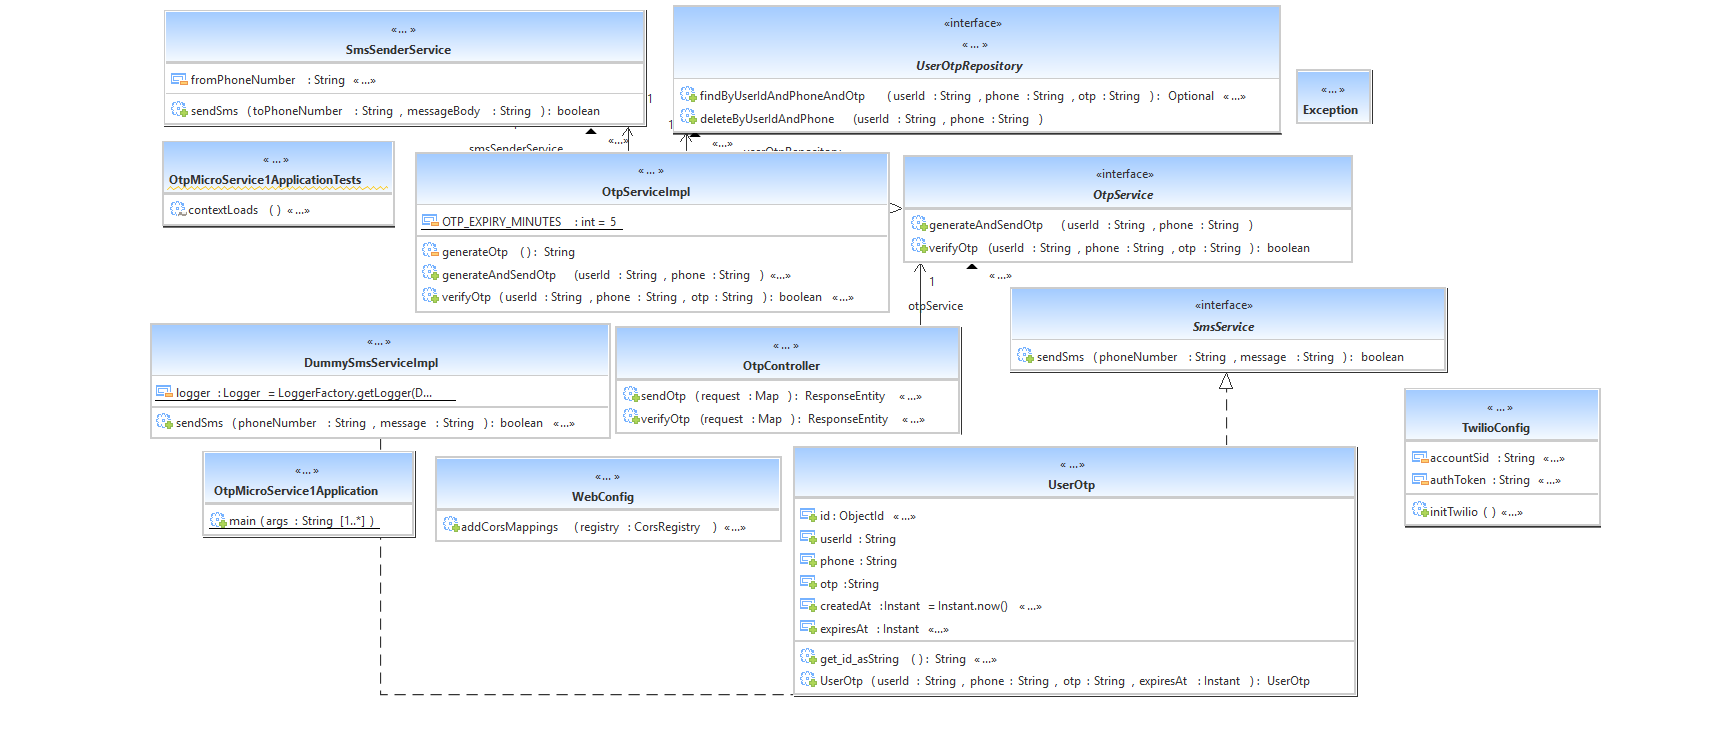 «... »
SmsSenderService
fromPhoneNumber : String «...»
sendSms (toPhoneNumber : String , messageBody : String ) : boolean
«interface»
«... »
UserOtpRepository
findByUserIdAndPhoneAndOtp (userId : String , phone : String , otp : String ) : Optional «...»
deleteByUserIdAndPhone (userId : String , phone : String )
«... »
Exception
1
1
smsSenderService
«...»
«...»
«... »
OtpMicroService1ApplicationTests
contextLoads ( ) «...»
«... »
OtpServiceImpl
OTP_EXPIRY_MINUTES : int = 5
generateOtp ( ) : String
generateAndSendOtp (userId : String , phone : String ) «...»
verifyOtp (userId : String , phone : String , otp : String ) : boolean «...»
«interface»
OtpService
generateAndSendOtp (userId : String , phone : String )
verifyOtp (userId : String , phone : String , otp : String ) : boolean
1
«...»
otpService
«interface»
SmsService
sendSms (phoneNumber : String , message : String ) : boolean
«... »
DummySmsServiceImpl
logger : Logger = LoggerFactory.getLogger(D...
sendSms (phoneNumber : String , message : String ) : boolean «...»
«... »
OtpController
sendOtp (request : Map ) : ResponseEntity «...»
verifyOtp (request : Map ) : ResponseEntity «...»
«... »
TwilioConfig
accountSid : String «...»
authToken : String «...»
initTwilio ( ) «...»
«... »
OtpMicroService1Application
main (args : String [1..*] )
«... »
WebConfig
addCorsMappings (registry : CorsRegistry ) «...»
«... »
UserOtp
id : ObjectId «...»
userId : String
phone : String
otp : String
createdAt : Instant = Instant.now() «...»
expiresAt : Instant «...»
get_id_asString ( ) : String «...»
UserOtp (userId : String , phone : String , otp : String , expiresAt : Instant ) : UserOtp